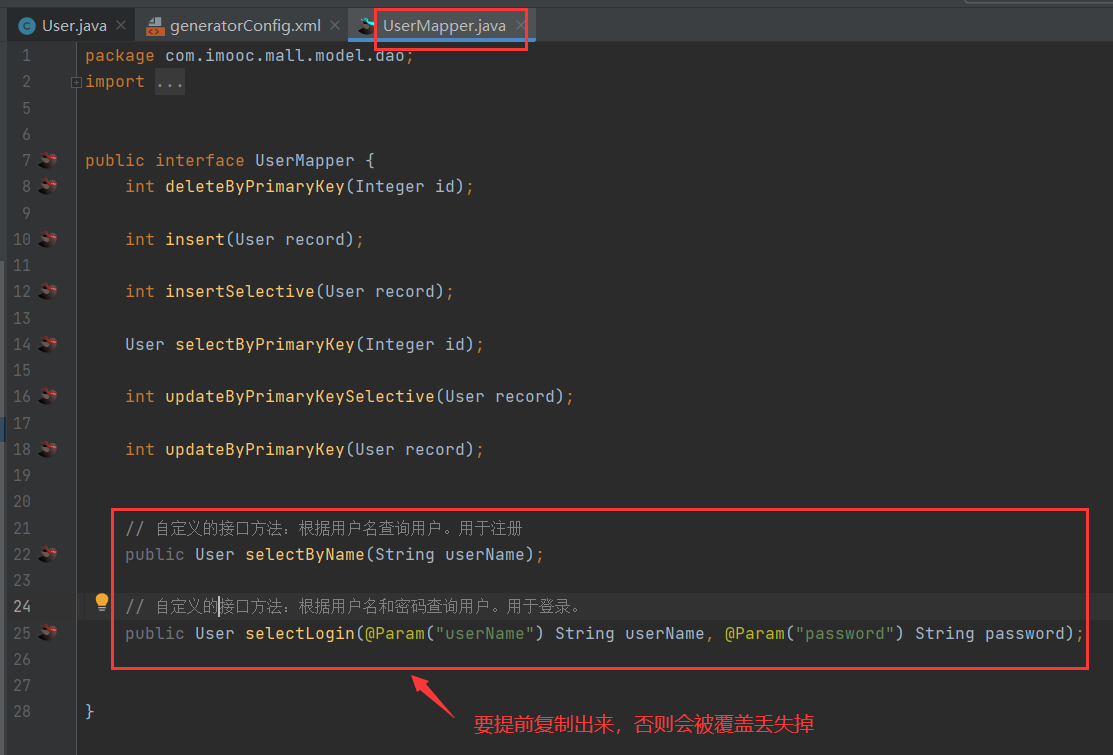 User.java
generatorConfig.xml
UserMapper.java
1 package com.imooc.mall.model.dao;
2 import ...
5
6
7 public interface UserMapper {
8 int deleteByPrimaryKey(Integer id);
9
10 int insert(User record);
11
12 int insertSelective(User record);
13
14 User selectByPrimaryKey(Integer id);
15
16 int updateByPrimaryKeySelective(User record);
17
18 int updateByPrimaryKey(User record);
19
20
21 // 自定义的接口方法：根据用户名查询用户。用于注册
22 public User selectByName(String userName);
23
24 // 自定义的接口方法：根据用户名和密码查询用户。用于登录。
25 public User selectLogin(@Param("userName") String userName, @Param("password") String password);
26
27
28 }
要提前复制出来，否则会被覆盖丢失掉